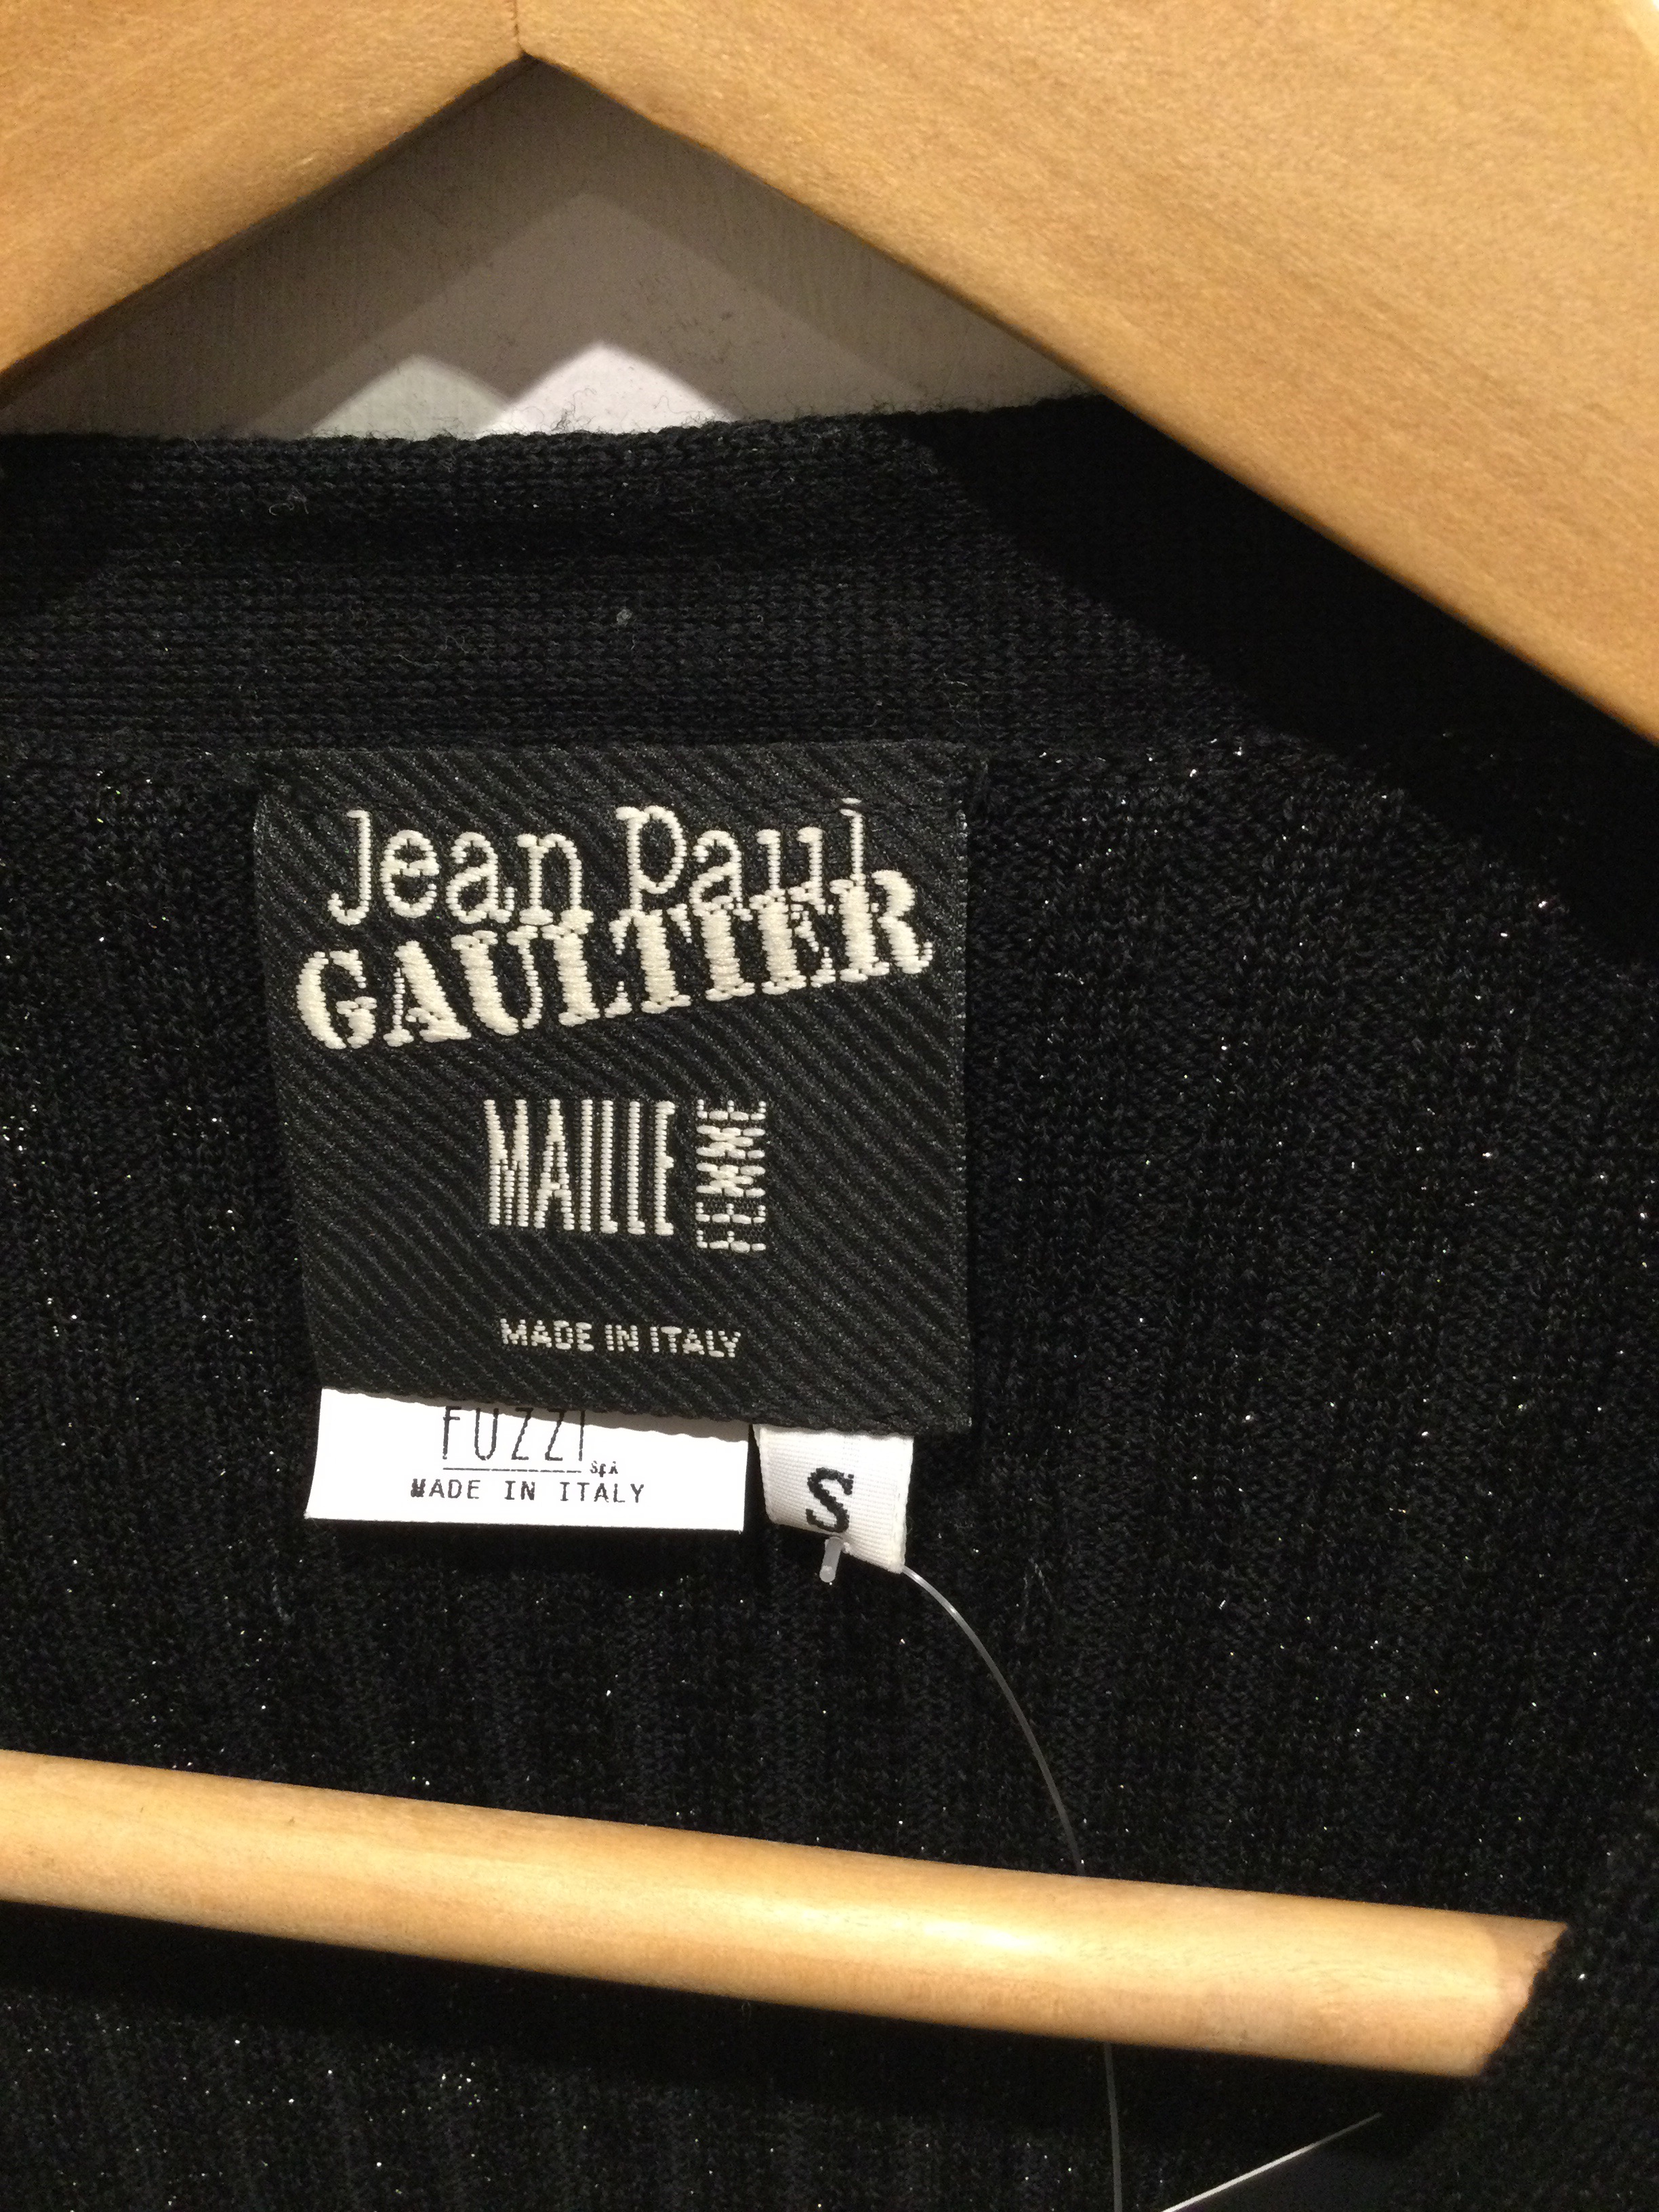 Jean Paul
GAULTIER
MAILLE FEMME
MADE IN ITALY
FUZZI SpA
MADE IN ITALY
S